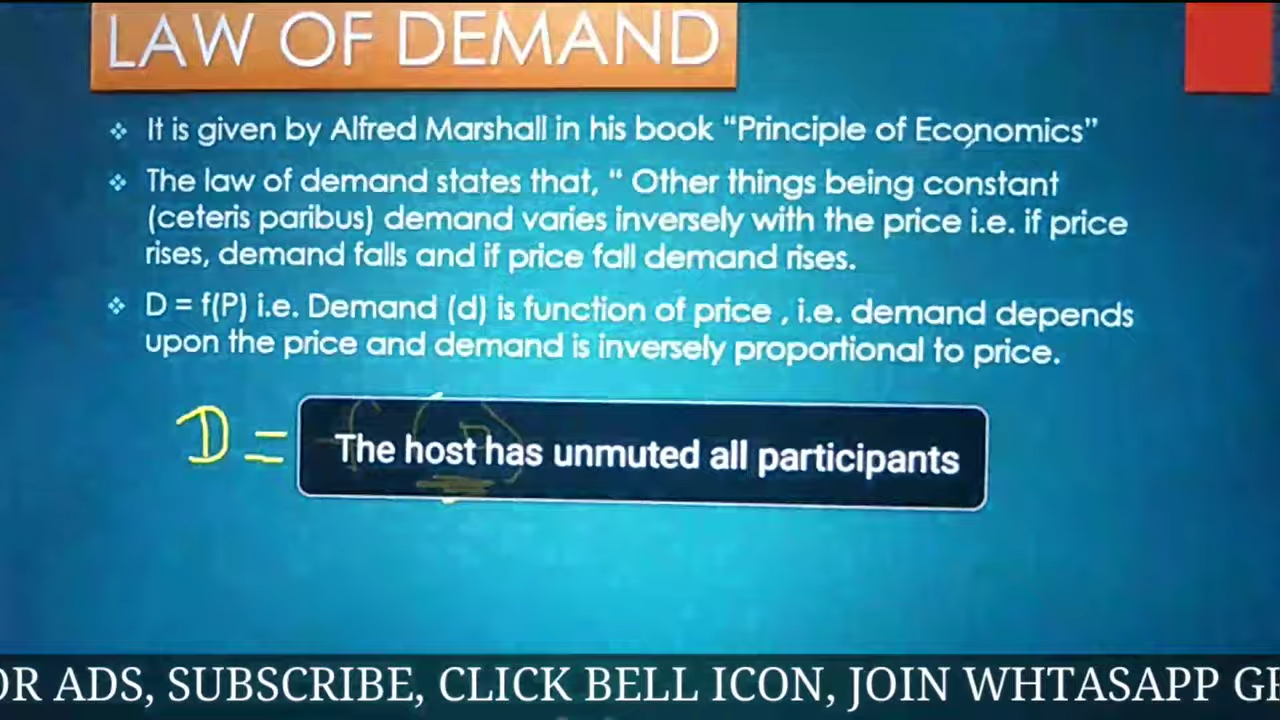 LAW OF DEMAND
❖ It is given by Alfred Marshall in his book “Principle of Economics”
❖ The law of demand states that, “ Other things being constant
(ceteris paribus) demand varies inversely with the price i.e. if price
rises, demand falls and if price fall demand rises.
❖ D = f(P) i.e. Demand (d) is function of price , i.e. demand depends
upon the price and demand is inversely proportional to price.
D =
The host has unmuted all participants
OR ADS, SUBSCRIBE, CLICK BELL ICON, JOIN WHTASAPP